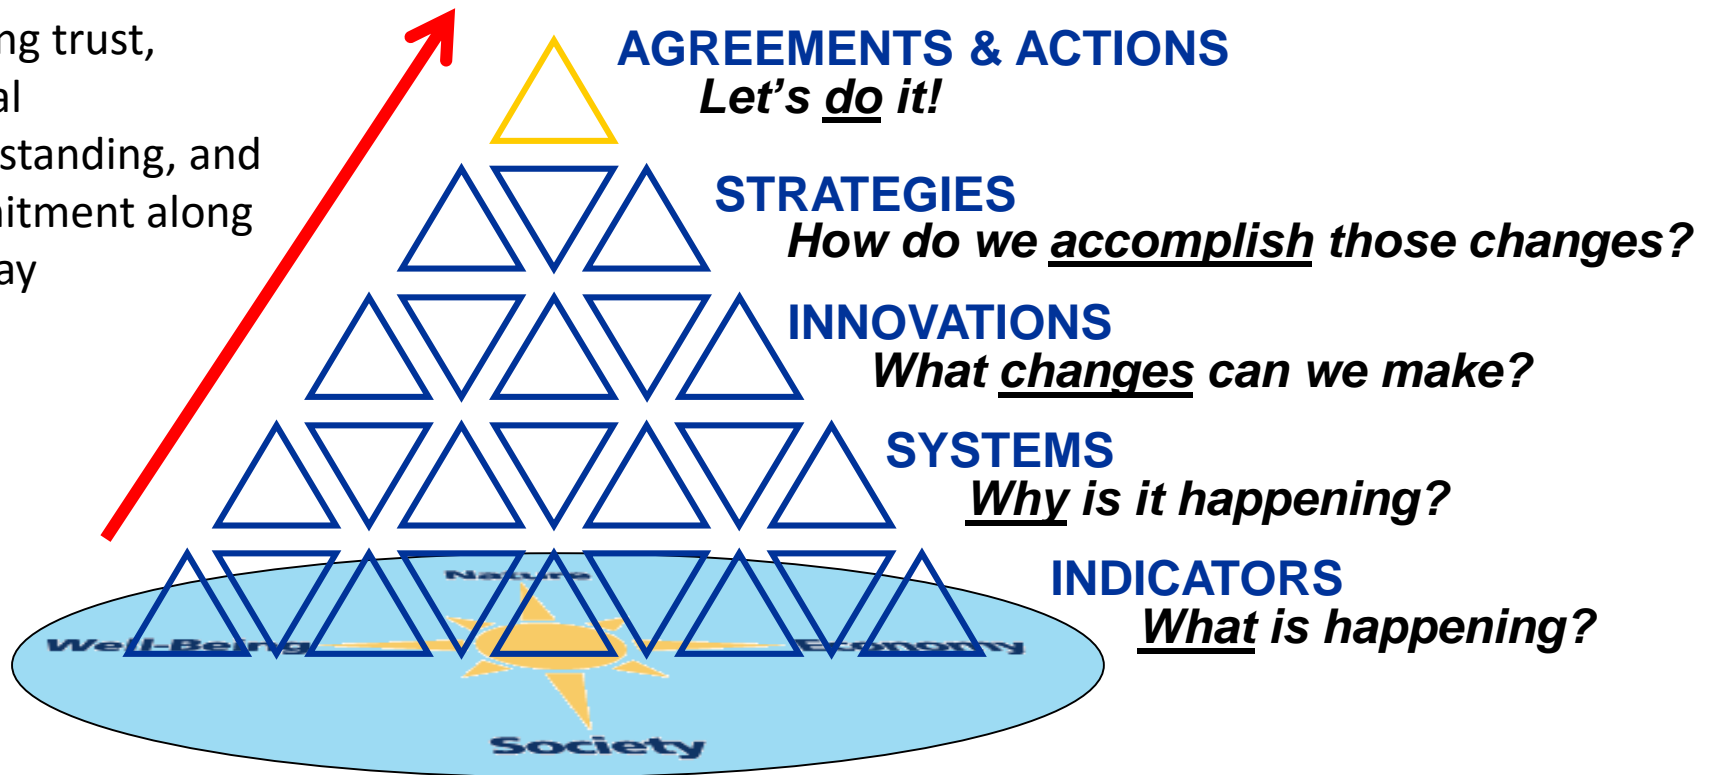 ng trust,
al
standing, and
itment along
ay
AGREEMENTS & ACTIONS
Let's do it!
STRATEGIES
How do we accomplish those changes?
INNOVATIONS
What changes can we make?
SYSTEMS
Why is it happening?
INDICATORS
What is happening?
Nature
Well-Being
Economy
Society